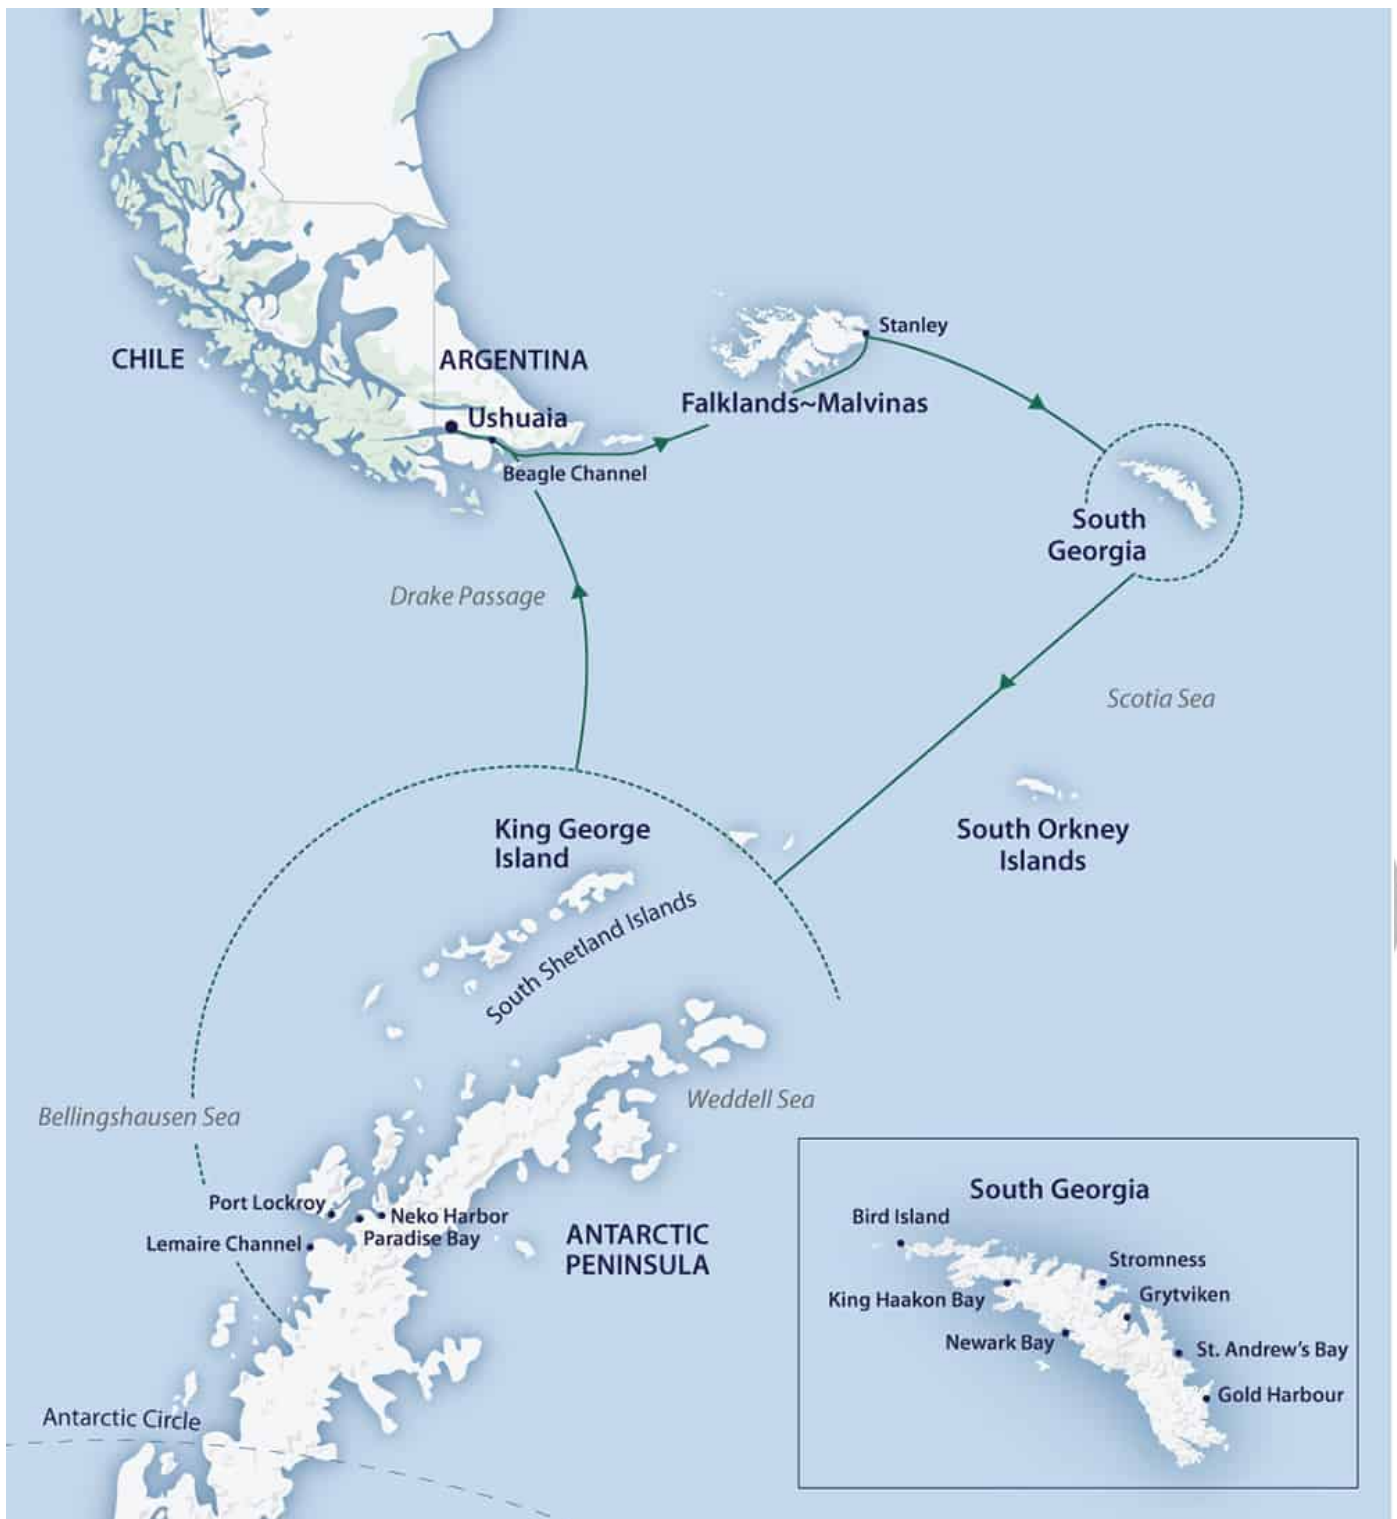 Stanley
CHILE
ARGENTINA
Falklands~Malvinas
Ushuaia
Beagle Channel
South
Georgia
Drake Passage
Scotia Sea
King George
Island
South Orkney
Islands
South Shetland Islands
Weddell Sea
Bellingshausen Sea
Port Lockroy
Neko Harbor
Paradise Bay
Lemaire Channel
ANTARCTIC
PENINSULA
Antarctic Circle
South Georgia
Bird Island
Stromness
Grytviken
King Haakon Bay
Newark Bay
St. Andrew's Bay
Gold Harbour